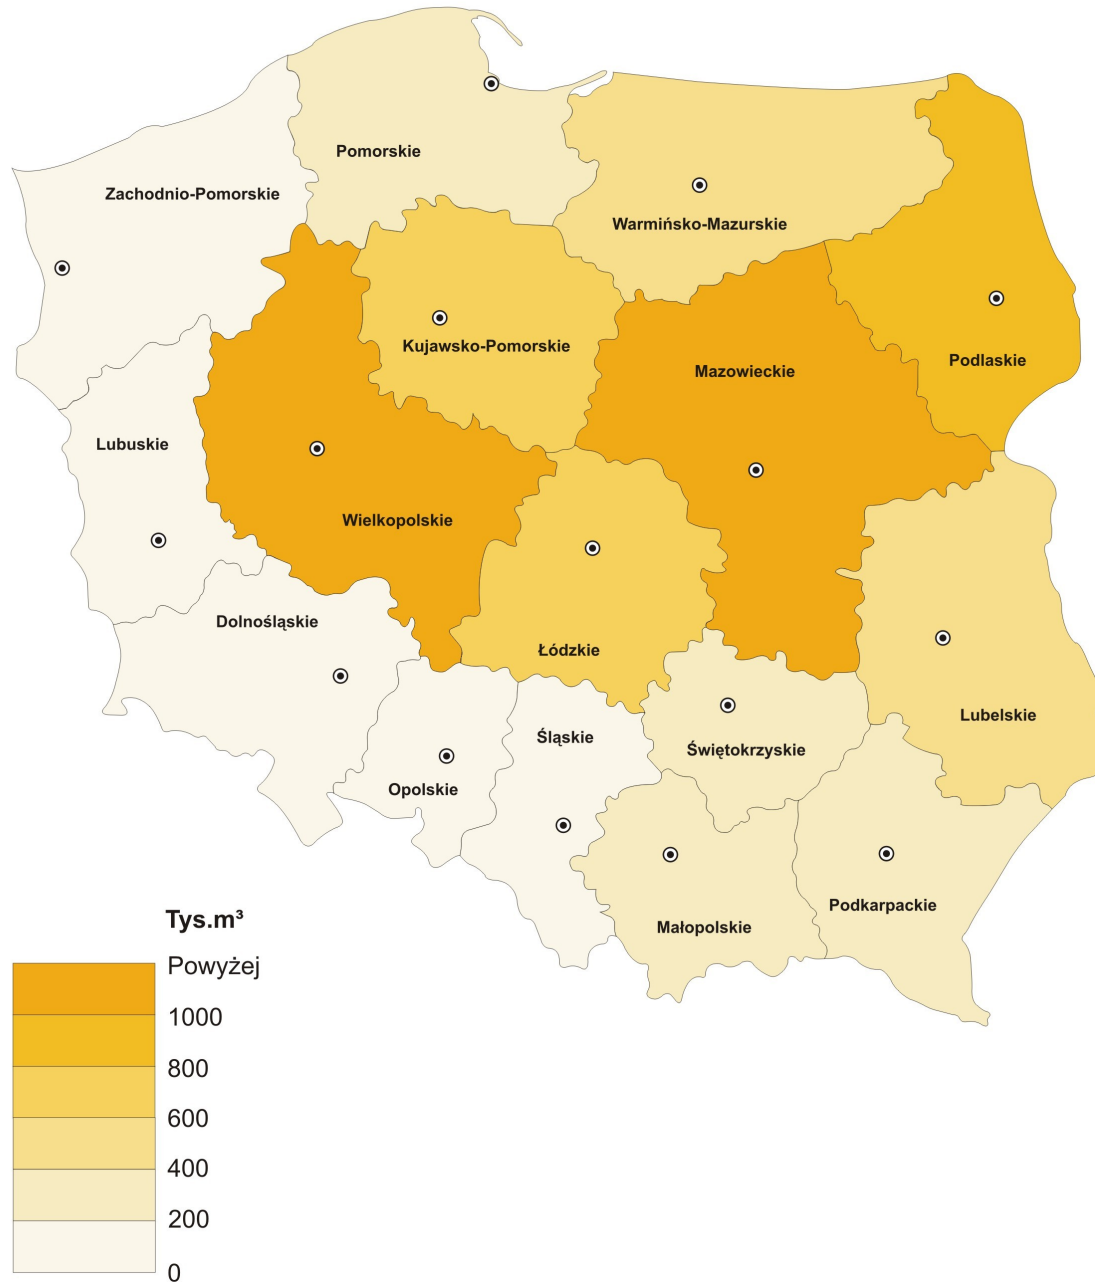 Pomorskie
Zachodnio-Pomorskie
Warmińsko-Mazurskie
Kujawsko-Pomorskie
Podlaskie
Mazowieckie
Lubuskie
Wielkopolskie
Dolnośląskie
Łódzkie
Lubelskie
Śląskie
Świętokrzyskie
Opolskie
Podkarpackie
Małopolskie
Tys.m³
Powyżej
1000
800
600
400
200
0